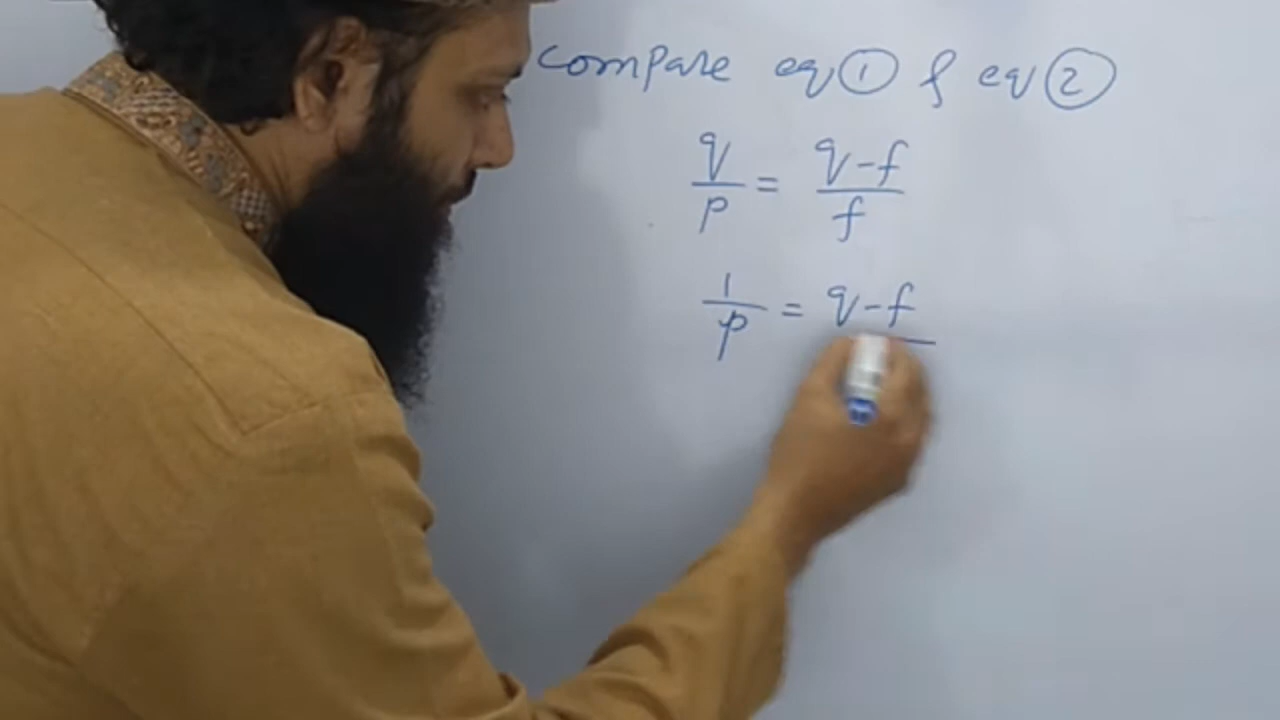 compare eq ① & eq ②
q/p = q-f/f
1/p = q-f